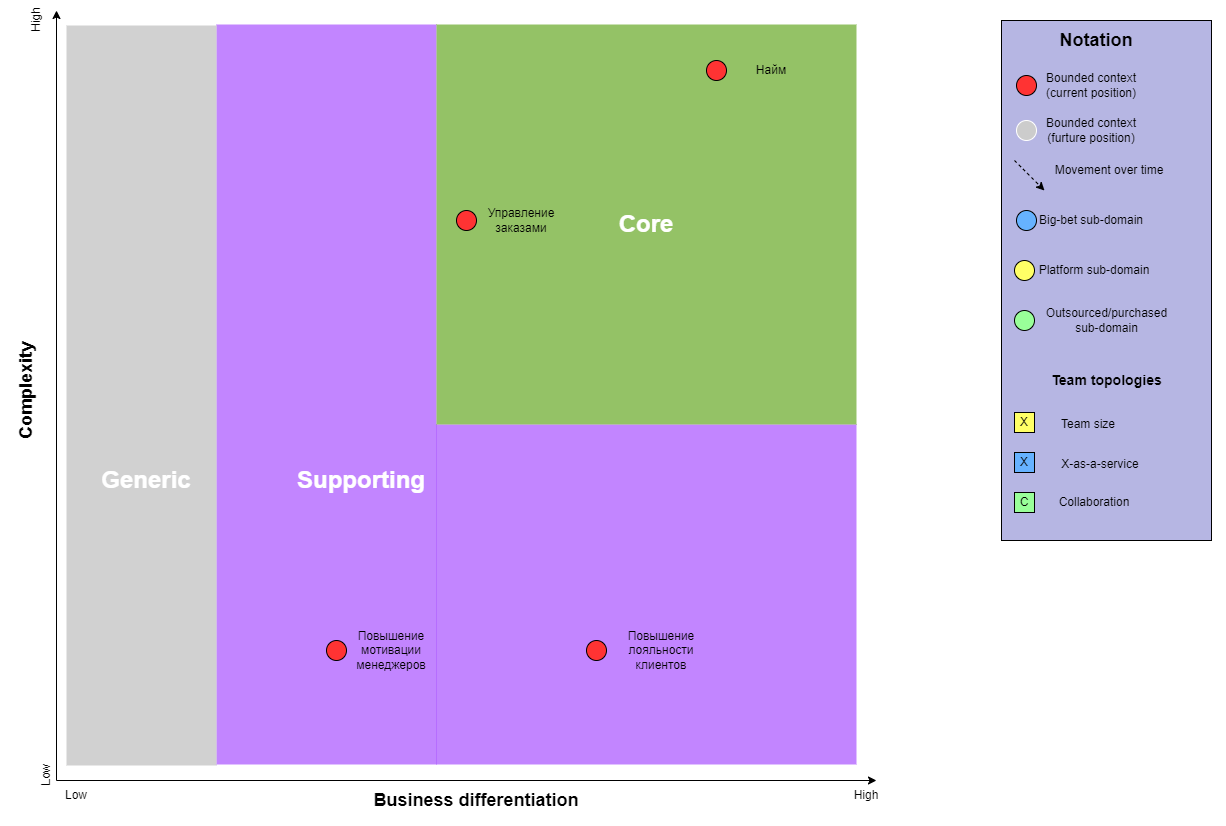 High
Найм
Управление
заказами
Core
Complexity
Generic
Supporting
Повышение
мотивации
менеджеров
Повышение
лояльности
клиентов
Low
Low
Business differentiation
High
Notation
Bounded context
(current position)
Bounded context
(furture position)
Movement over time
Big-bet sub-domain
Platform sub-domain
Outsourced/purchased
sub-domain
Team topologies
X Team size
X X-as-a-service
C Collaboration